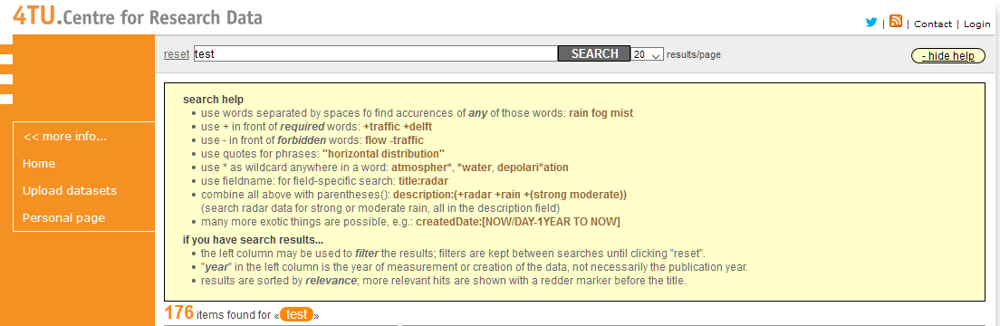 4TU.Centre for Research Data
| | Contact | Login
reset test SEARCH 20 results/page - hide help
search help
• use words separated by spaces fo find accurences of any of those words: rain fog mist
• use + in front of required words: +traffic +delft
• use - in front of forbidden words: flow -traffic
• use quotes for phrases: "horizontal distribution"
• use * as wildcard anywhere in a word: atmospher*, *water, depolari*ation
• use fieldname: for field-specific search: title:radar
• combine all above with parentheses(): description:(+radar +rain +(strong moderate))
(search radar data for strong or moderate rain, all in the description field)
• many more exotic things are possible, e.g.: createdDate:[NOW/DAY-1YEAR TO NOW]
if you have search results...
• the left column may be used to filter the results; filters are kept between searches until clicking "reset".
• "year" in the left column is the year of measurement or creation of the data, not necessarily the publication year.
• results are sorted by relevance; more relevant hits are shown with a redder marker before the title.
<< more info...
Home
Upload datasets
Personal page
176 items found for «test»